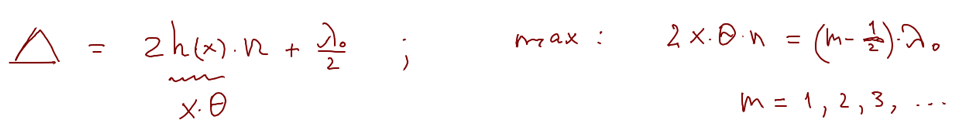 Δ = 2h(x)·n + λ₀/2 ; max : 2x·θ·n = (m-1/2)·λ₀
x·θ
m = 1, 2, 3, ...